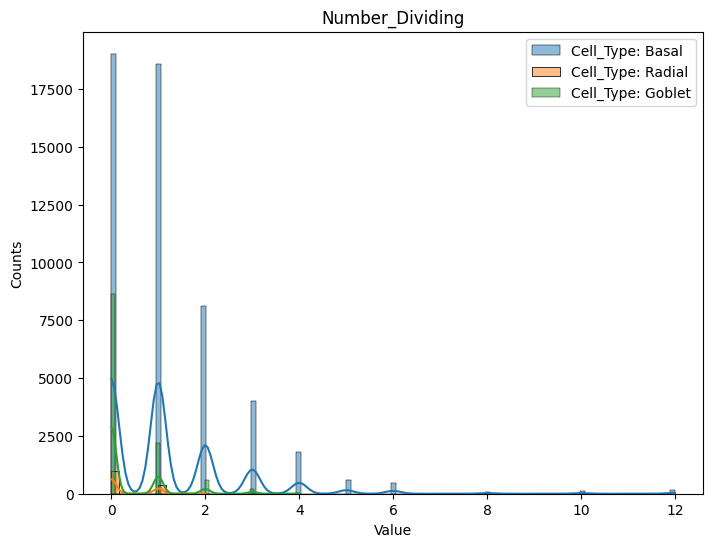 Number_Dividing
Cell_Type: Basal
Cell_Type: Radial
Cell_Type: Goblet
17500
15000
12500
10000
7500
5000
2500
0
Counts
0 2 4 6 8 10 12
Value